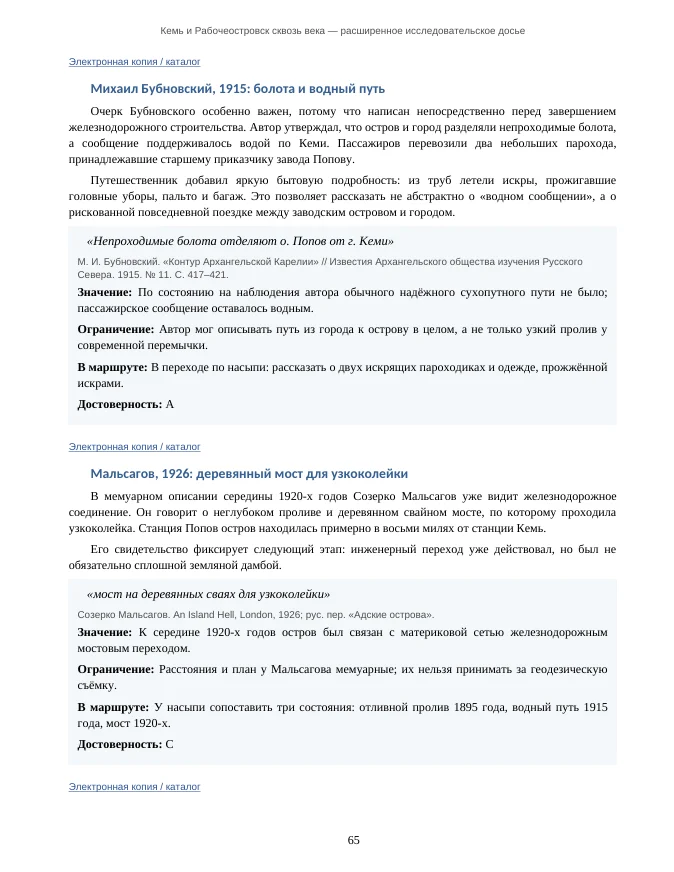 Кемь и Рабочеостровск сквозь века — расширенное исследовательское досье
Электронная копия / каталог
Михаил Бубновский, 1915: болота и водный путь
Очерк Бубновского особенно важен, потому что написан непосредственно перед завершением
железнодорожного строительства. Автор утверждал, что остров и город разделяли непроходимые болота,
а сообщение поддерживалось водой по Кеми. Пассажиров перевозили два небольших парохода,
принадлежавшие старшему приказчику завода Попову.
Путешественник добавил яркую бытовую подробность: из труб летели искры, прожигавшие
головные уборы, пальто и багаж. Это позволяет рассказать не абстрактно о «водном сообщении», а о
рискованной повседневной поездке между заводским островом и городом.
«Непроходимые болота отделяют о. Попов от г. Кеми»
М. И. Бубновский. «Контур Архангельской Карелии» // Известия Архангельского общества изучения Русского
Севера. 1915. № 11. С. 417–421.
Значение: По состоянию на наблюдения автора обычного надёжного сухопутного пути не было;
пассажирское сообщение оставалось водным.
Ограничение: Автор мог описывать путь из города к острову в целом, а не только узкий пролив у
современной перемычки.
В маршруте: В переходе по насыпи: рассказать о двух искрящих пароходиках и одежде, прожжённой
искрами.
Достоверность: A
Электронная копия / каталог
Мальсагов, 1926: деревянный мост для узкоколейки
В мемуарном описании середины 1920-х годов Созерко Мальсагов уже видит железнодорожное
соединение. Он говорит о неглубоком проливе и деревянном свайном мосте, по которому проходила
узкоколейка. Станция Попов остров находилась примерно в восьми милях от станции Кемь.
Его свидетельство фиксирует следующий этап: инженерный переход уже действовал, но был не
обязательно сплошной земляной дамбой.
«мост на деревянных сваях для узкоколейки»
Созерко Мальсагов. An Island Hell, London, 1926; рус. пер. «Адские острова».
Значение: К середине 1920-х годов остров был связан с материковой сетью железнодорожным
мостовым переходом.
Ограничение: Расстояния и план у Мальсагова мемуарные; их нельзя принимать за геодезическую
съёмку.
В маршруте: У насыпи сопоставить три состояния: отливной пролив 1895 года, водный путь 1915
года, мост 1920-х.
Достоверность: C
Электронная копия / каталог
65